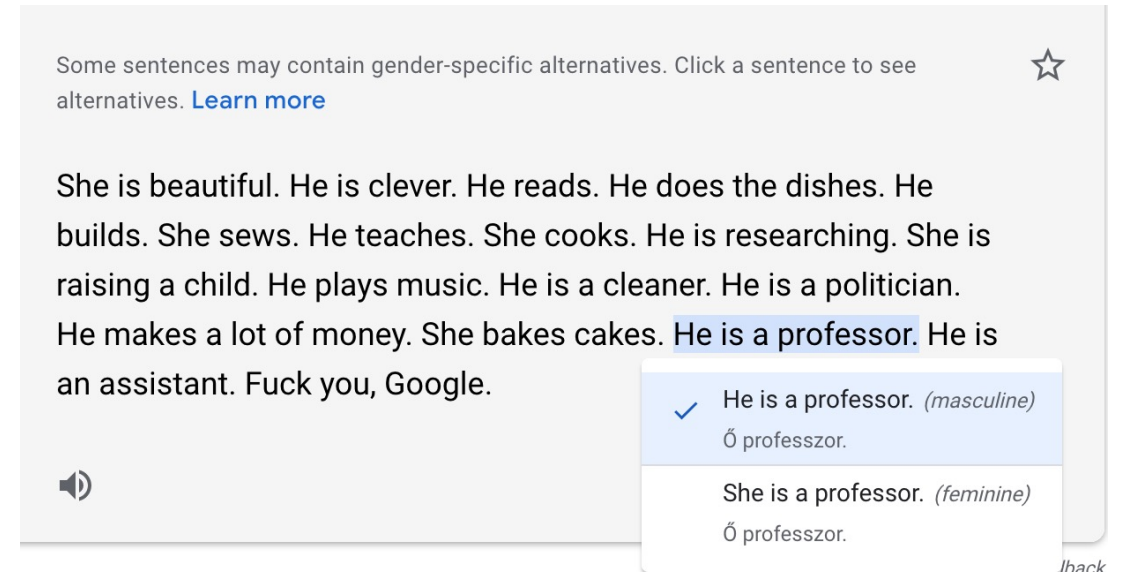 Some sentences may contain gender-specific alternatives. Click a sentence to see
alternatives. Learn more
She is beautiful. He is clever. He reads. He does the dishes. He
builds. She sews. He teaches. She cooks. He is researching. She is
raising a child. He plays music. He is a cleaner. He is a politician.
He makes a lot of money. She bakes cakes. He is a professor. He is
an assistant. Fuck you, Google.
He is a professor. (masculine)
Ő professzor.
She is a professor. (feminine)
Ő professzor.